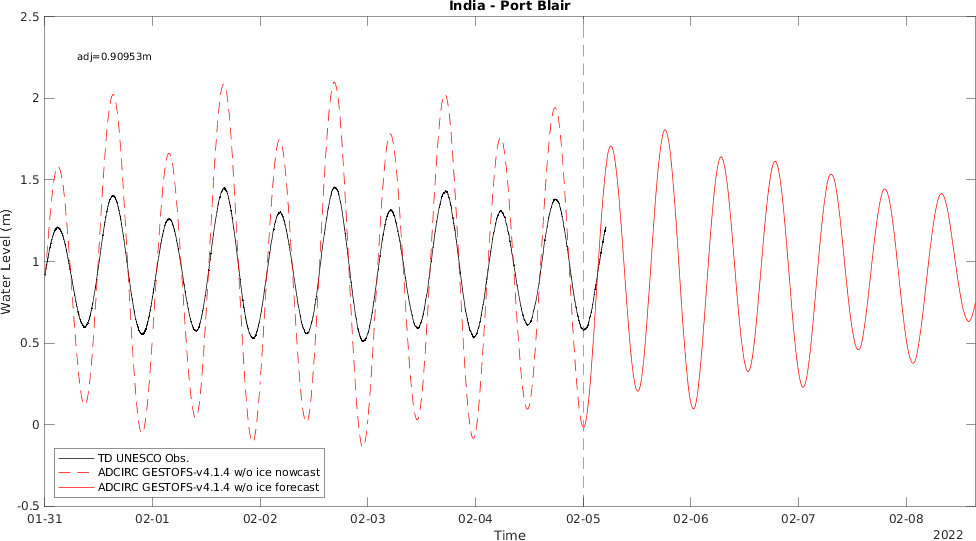 India - Port Blair
adj=0.90953m
Water Level (m)
2.5
2
1.5
1
0.5
0
-0.5
TD UNESCO Obs.
ADCIRC GESTOFS-v4.1.4 w/o ice nowcast
ADCIRC GESTOFS-v4.1.4 w/o ice forecast
01-31 02-01 02-02 02-03 02-04 02-05 02-06 02-07 02-08
Time
2022